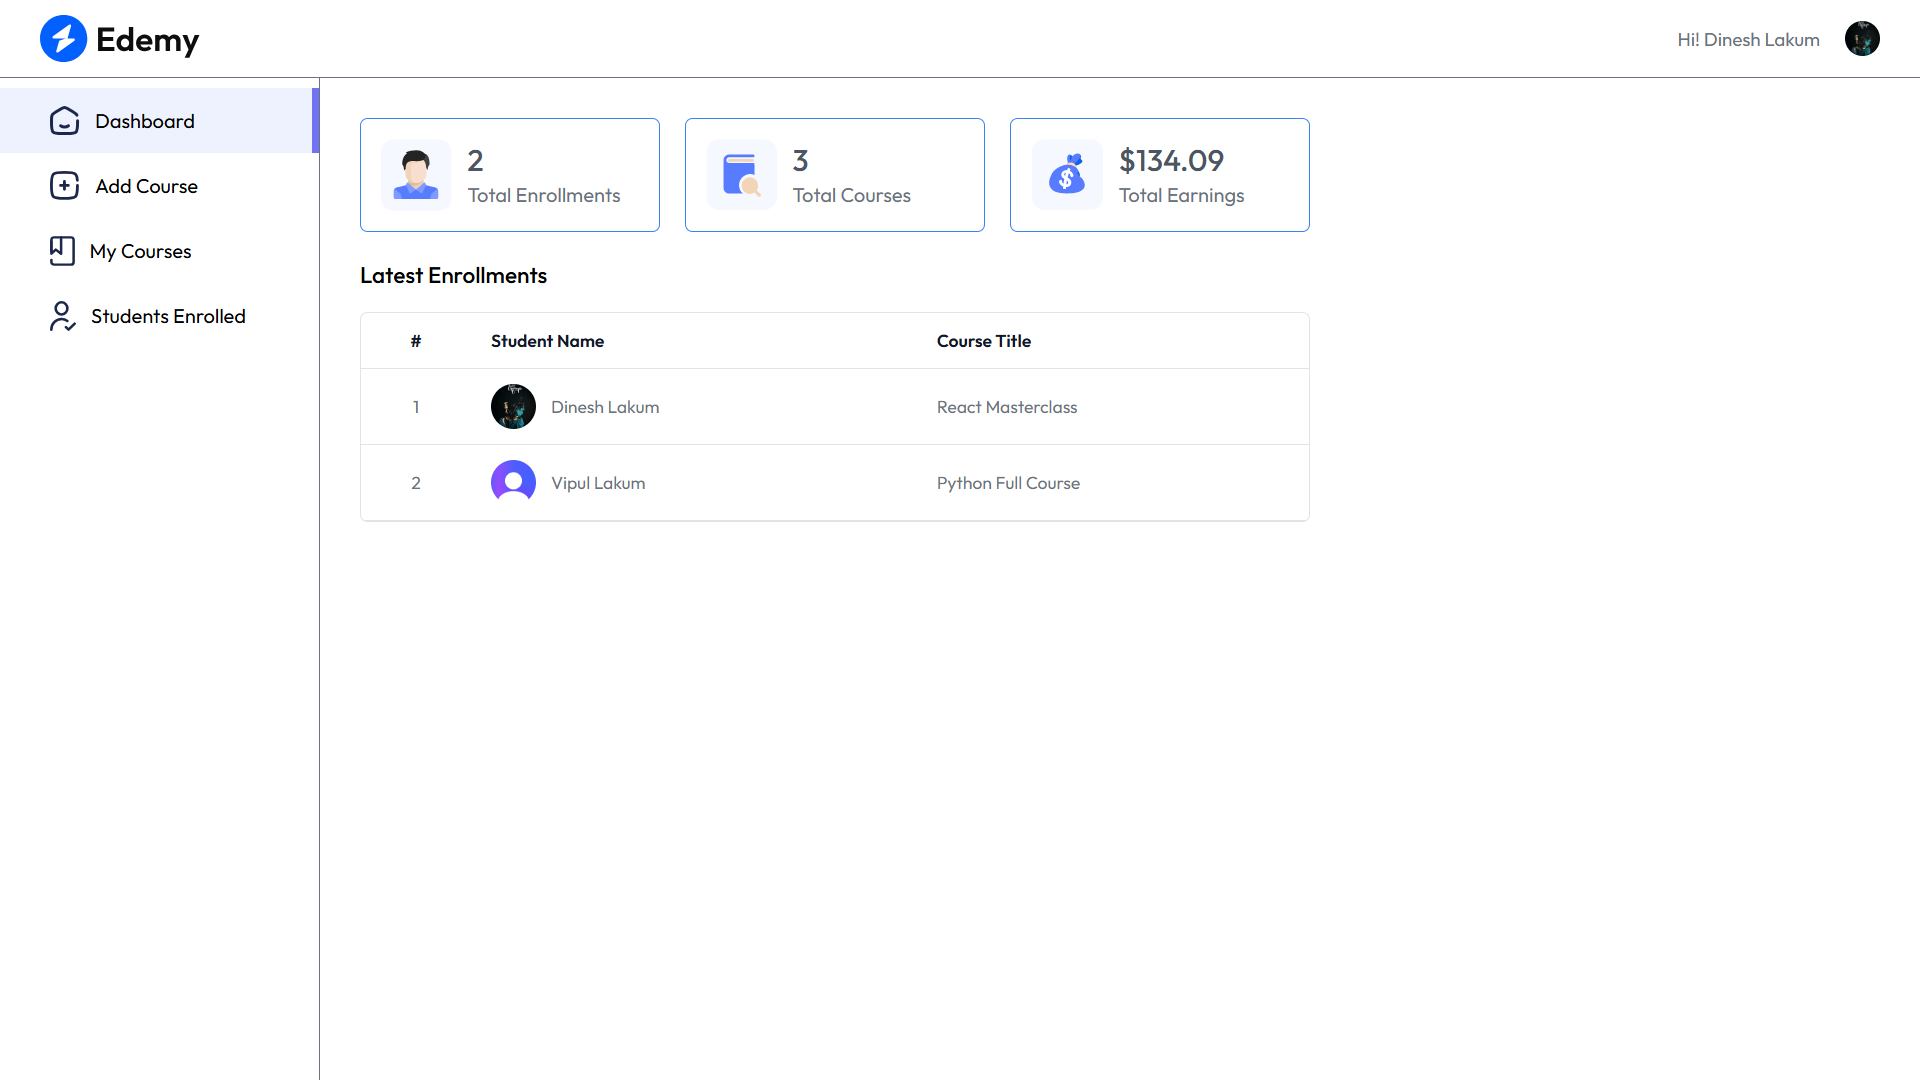 Edemy
Hi! Dinesh Lakum
Dashboard
Add Course
My Courses
Students Enrolled
2
Total Enrollments
3
Total Courses
$134.09
Total Earnings
Latest Enrollments
# Student Name Course Title
1 Dinesh Lakum React Masterclass
2 Vipul Lakum Python Full Course